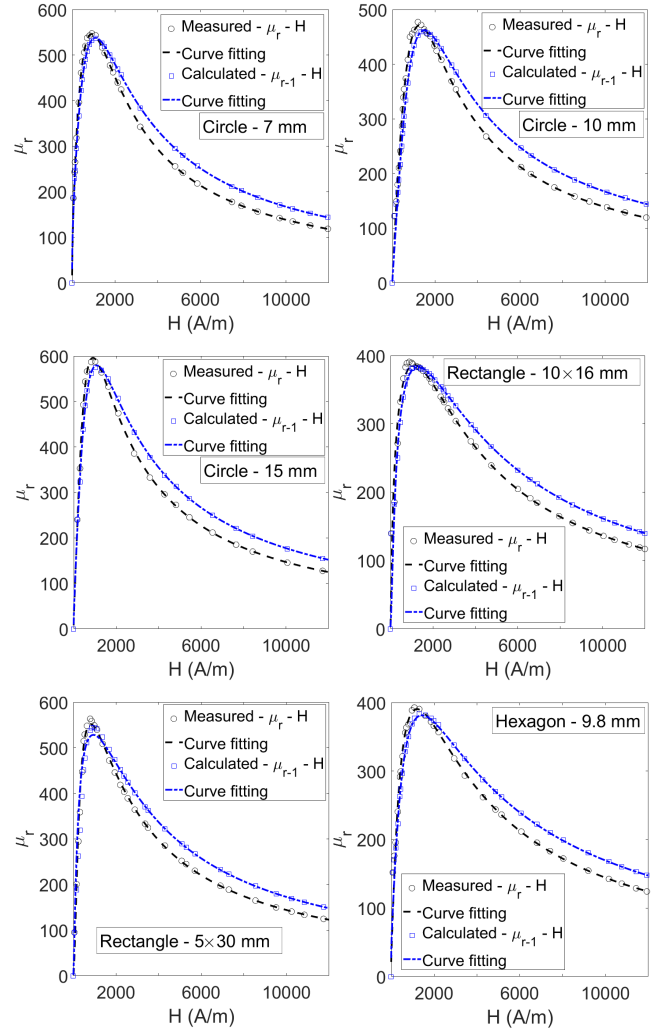 600
500
400
300
200
100
0
μr
2000
6000
10000
H (A/m)
Measured - μr - H
Curve fitting
Calculated - μr-1 - H
Curve fitting
Circle - 7 mm
600
500
400
300
200
100
0
μr
2000
6000
10000
H (A/m)
Measured - μr - H
Curve fitting
Calculated - μr-1 - H
Curve fitting
Circle - 10 mm
500
400
300
200
100
0
μr
2000
6000
10000
H (A/m)
Measured - μr - H
Curve fitting
Calculated - μr-1 - H
Curve fitting
Circle - 15 mm
600
500
400
300
200
100
0
μr
2000
6000
10000
H (A/m)
Rectangle - 10×16 mm
Measured - μr - H
Curve fitting
Calculated - μr-1 - H
Curve fitting
400
300
200
100
0
μr
2000
6000
10000
H (A/m)
Measured - μr - H
Curve fitting
Calculated - μr-1 - H
Curve fitting
Rectangle - 5×30 mm
400
300
200
100
0
μr
2000
6000
10000
H (A/m)
Hexagon - 9.8 mm
Measured - μr - H
Curve fitting
Calculated - μr-1 - H
Curve fitting